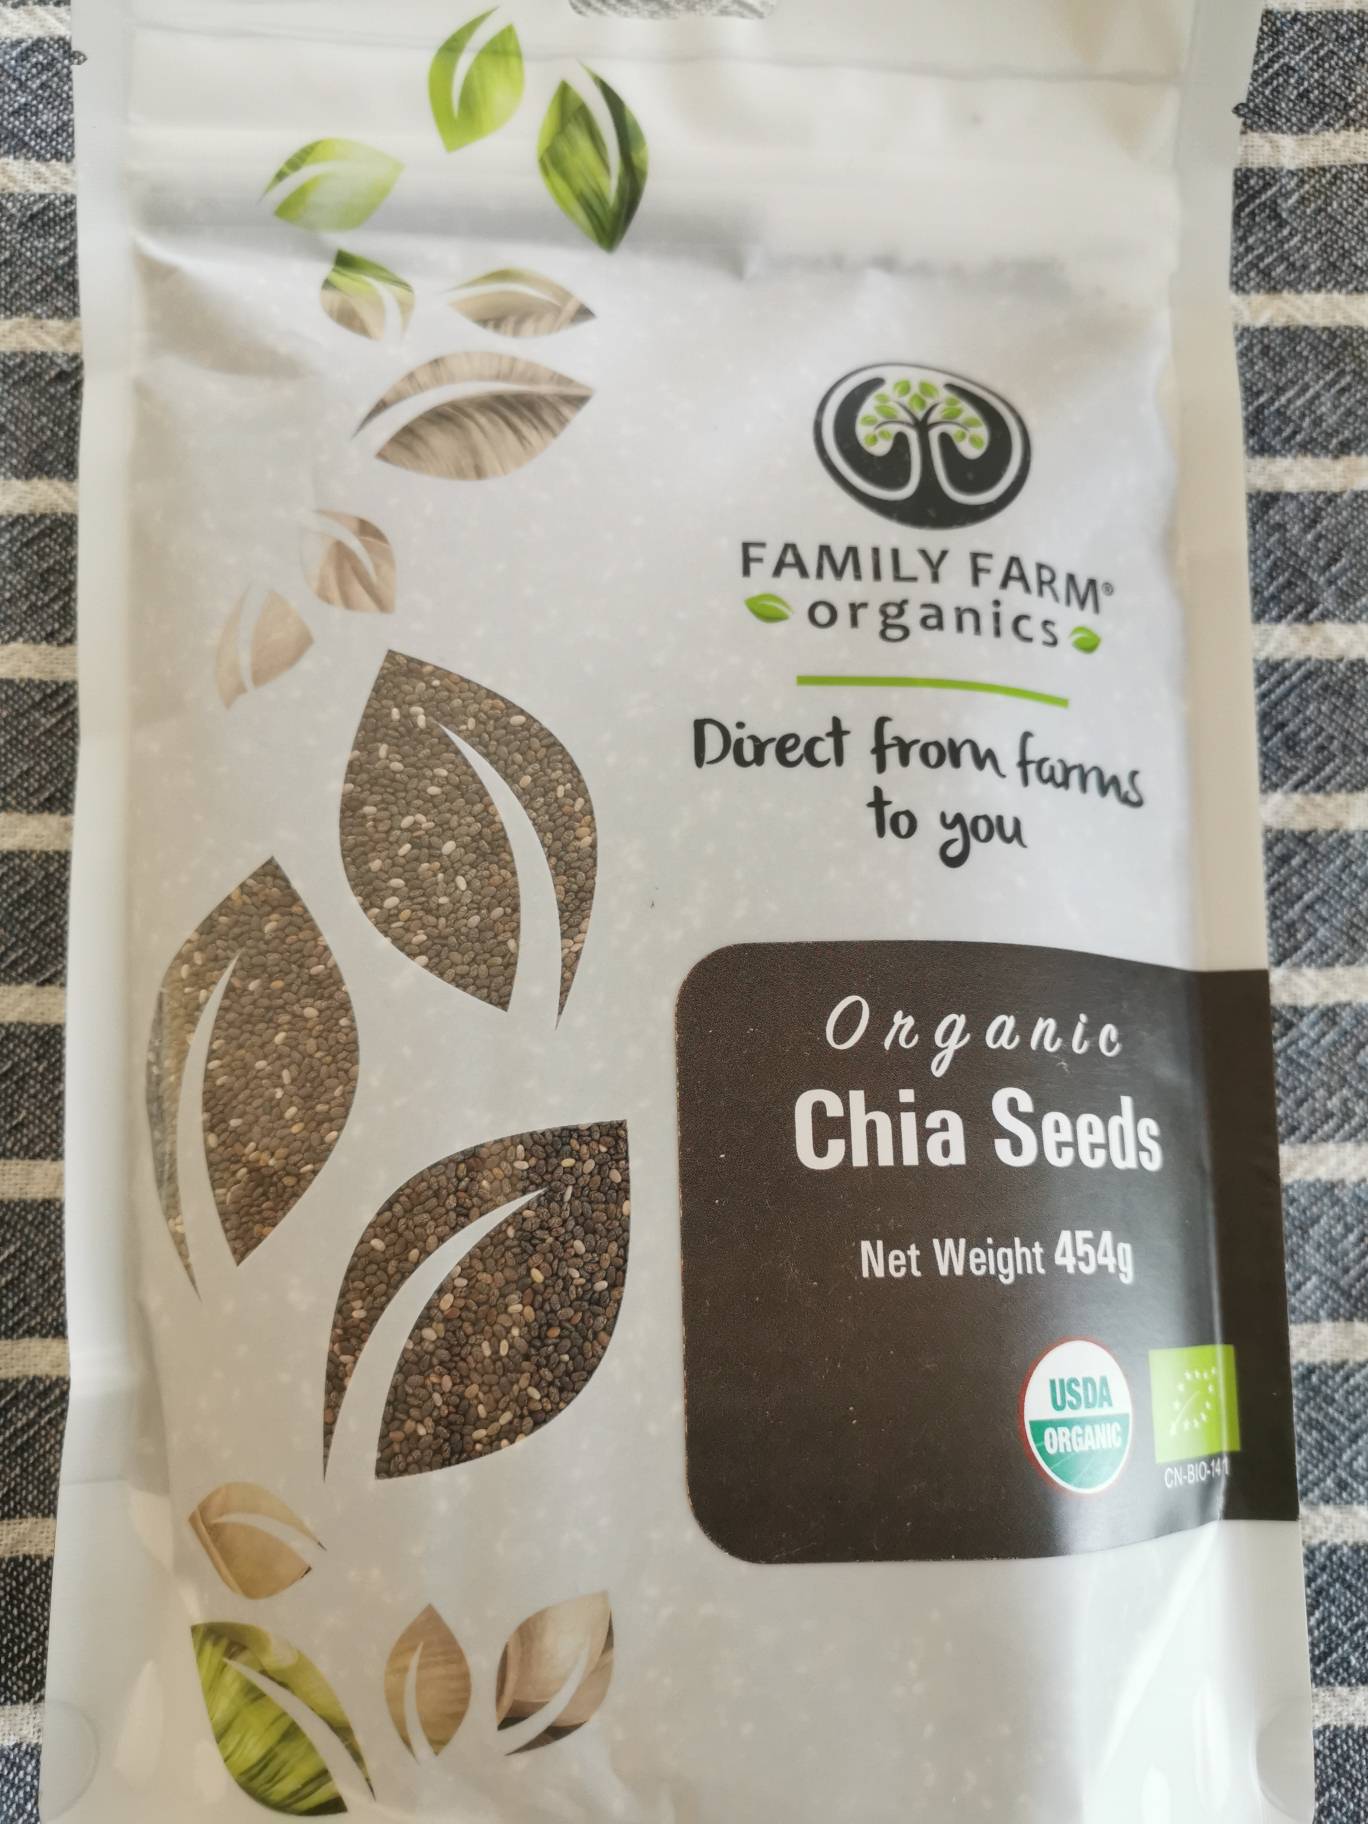 FAMILY FARM®
organics
Direct from farms
to you
Organic
Chia Seeds
Net Weight 454g
USDA
ORGANIC